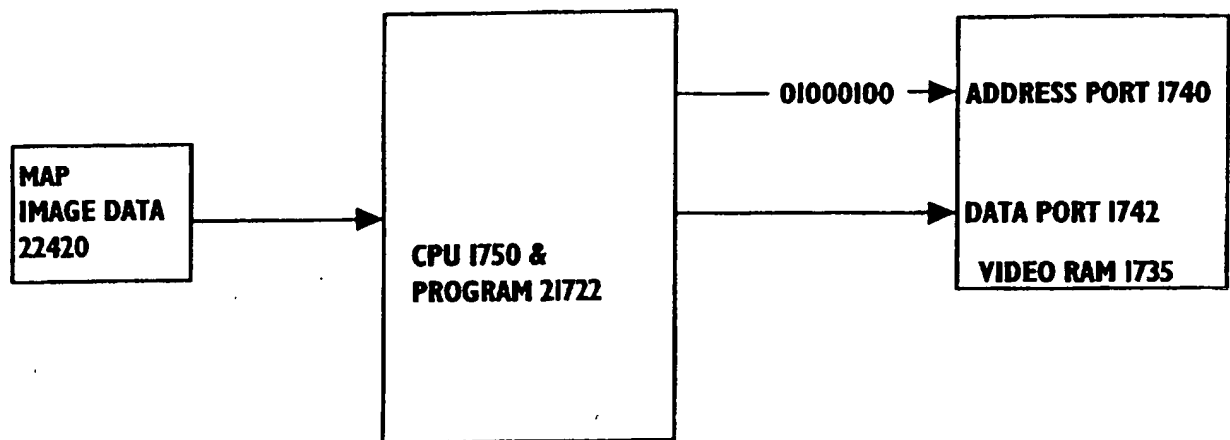 MAP
IMAGE DATA
22420
CPU 1750 &
PROGRAM 21722
01000100
ADDRESS PORT 1740
DATA PORT 1742
VIDEO RAM 1735